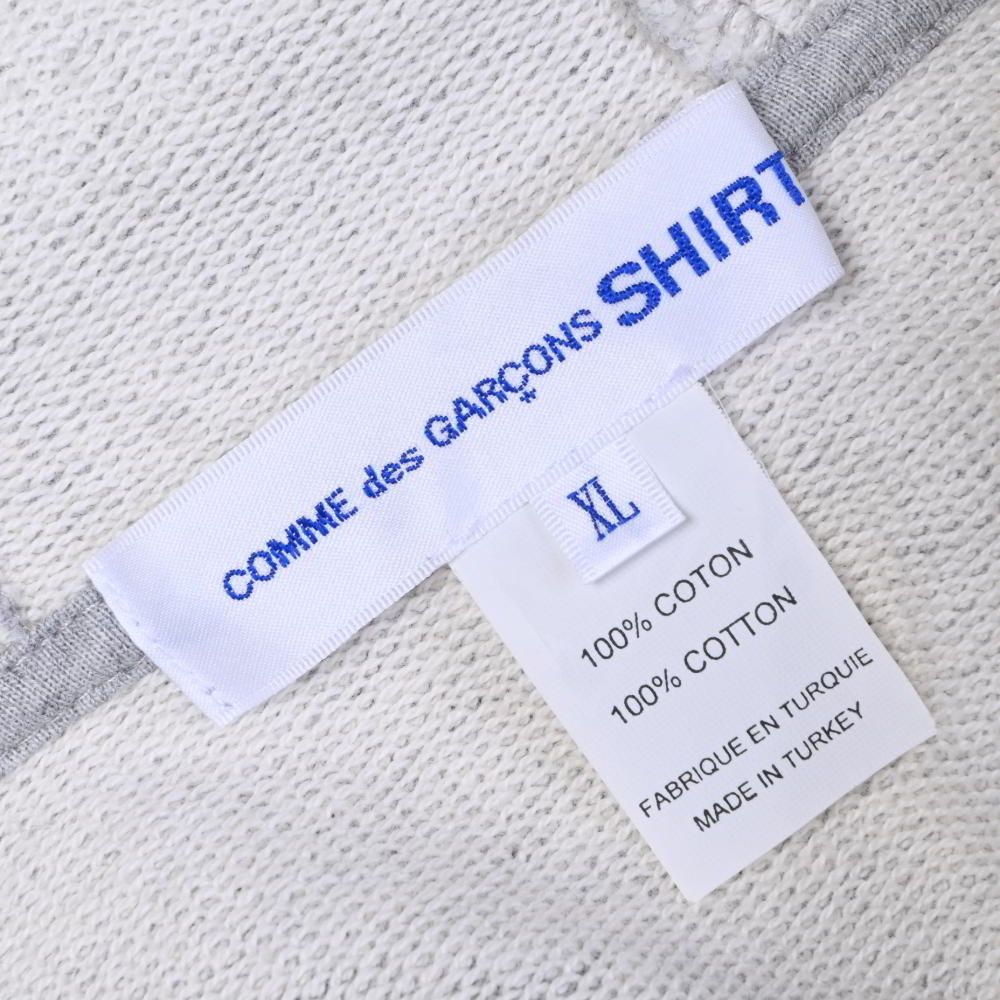 COMME des GARÇONS SHIRT
XL
100% COTON
100% COTTON
FABRIQUE EN TURQUIE
MADE IN TURKEY